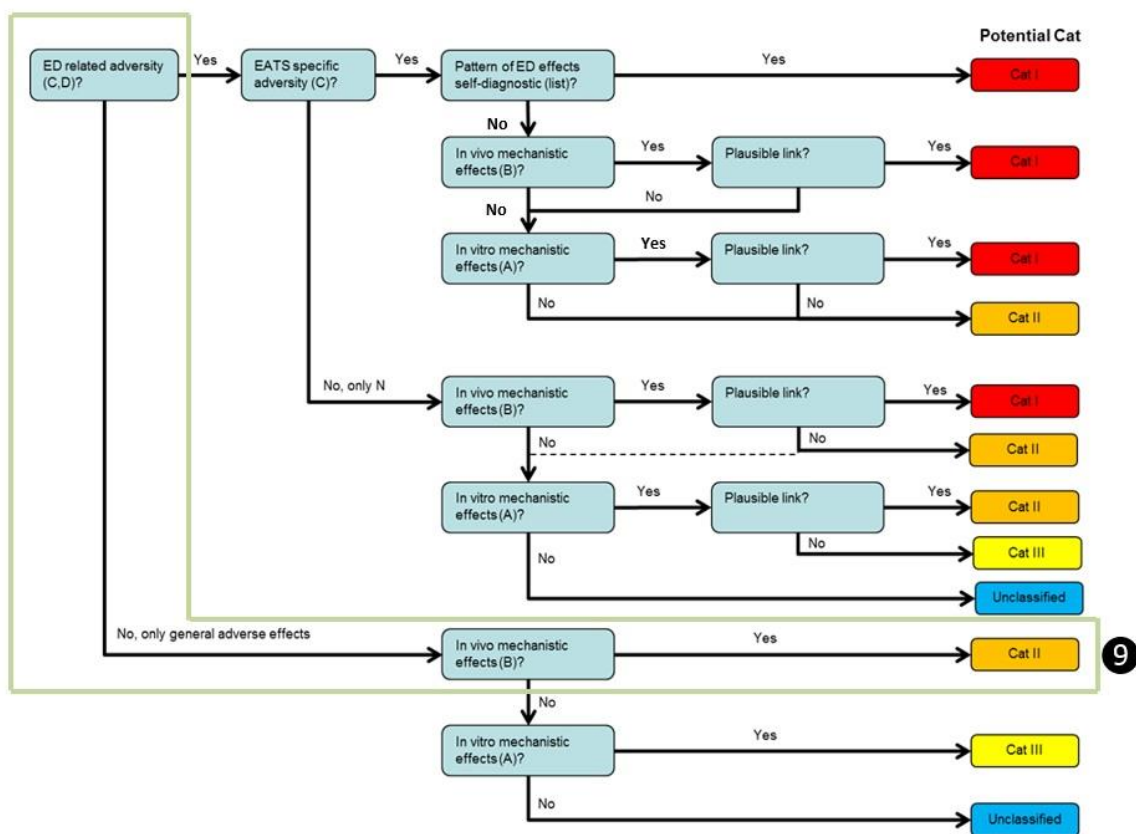 Potential Cat
ED related adversity
(C,D)?
Yes
EATS specific
adversity (C)?
Yes
Pattern of ED effects
self-diagnostic (list)?
Yes
Cat I
No
In vivo mechanistic
effects (B)?
Yes
Plausible link?
Yes
Cat I
No
No
In vitro mechanistic
effects (A)?
Yes
Plausible link?
Yes
Cat I
No
No
Cat II
No, only N
In vivo mechanistic
effects (B)?
Yes
Plausible link?
Yes
Cat I
No
No
Cat II
In vitro mechanistic
effects (A)?
Yes
Plausible link?
Yes
Cat II
No
No
Cat III
Unclassified
No, only general adverse effects
In vivo mechanistic
effects (B)?
Yes
Cat II
9
No
In vitro mechanistic
effects (A)?
Yes
Cat III
No
Unclassified